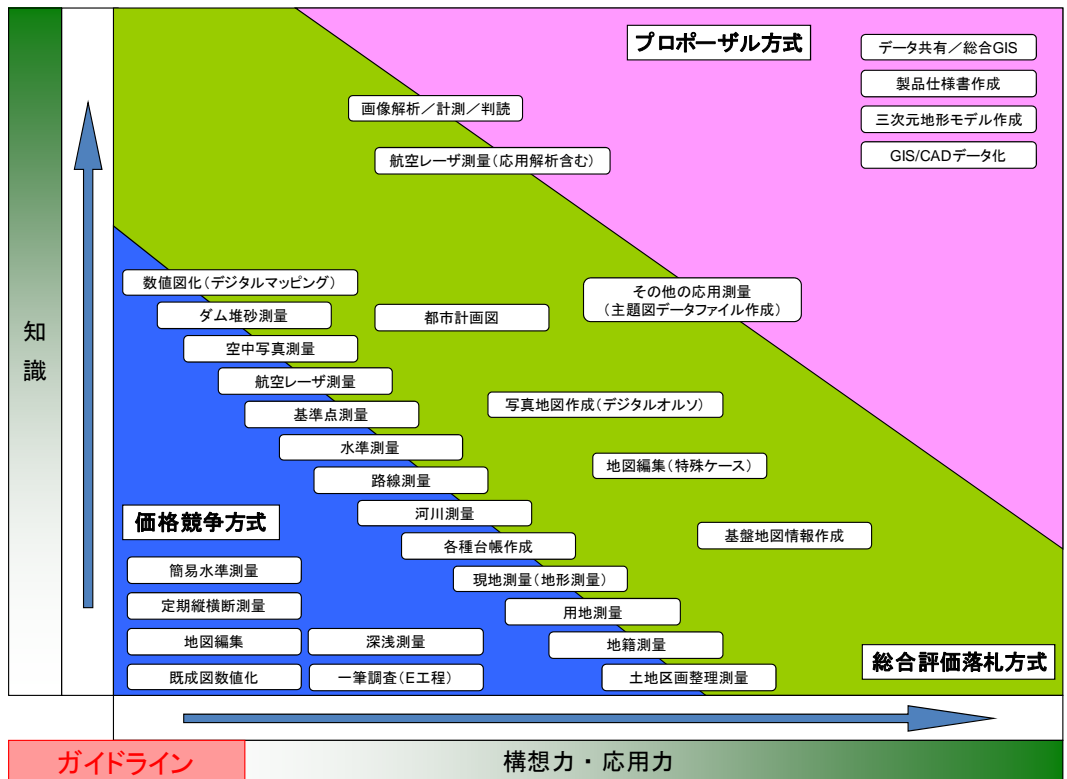 プロポーザル方式
データ共有／総合GIS
製品仕様書作成
三次元地形モデル作成
GIS/CADデータ化
画像解析／計測／判読
航空レーザ測量（応用解析含む）
数値図化（デジタルマッピング）
その他の応用測量
（主題図データファイル作成）
ダム堆砂測量
都市計画図
空中写真測量
航空レーザ測量
写真地図作成（デジタルオルソ）
基準点測量
水準測量
地図編集（特殊ケース）
路線測量
河川測量
価格競争方式
基盤地図情報作成
各種台帳作成
簡易水準測量
現地測量（地形測量）
定期縦横断測量
用地測量
地図編集
深浅測量
地籍測量
総合評価落札方式
既成図数値化
一筆調査（E工程）
土地区画整理測量
知
識
ガイドライン
構想力・応用力